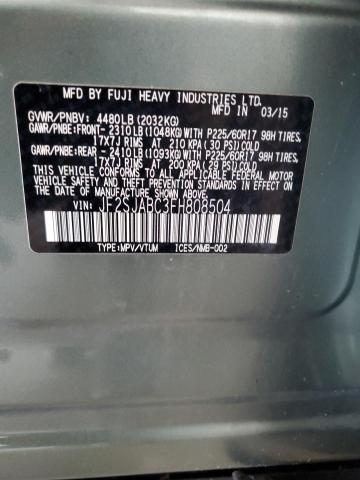 MFD BY FUJI HEAVY INDUSTRIES LTD.
MFD IN 03/15
GVWR/PNBV: 4480LB(2032KG)
GAWR/PNBE:FRONT- 2310LB(1048KG)WITH P225/60R17 98H TIRES,
17X7J RIMS AT 210 KPA( 30 PSI)COLD
GAWR/PNBE:REAR - 2410LB(1093KG)WITH P225/60R17 98H TIRES,
17X7J RIMS AT 200 KPA( 29 PSI)COLD
THIS VEHICLE CONFORMS TO ALL APPLICABLE FEDERAL MOTOR
VEHICLE SAFETY AND BUMPER STANDARDS IN EFFECT ON THE
DATE OF MANUFACTURE SHOWN ABOVE.
VIN: JF2SJABC3FH808504
TYPE:MPV/VTUM ICES/NMB-002